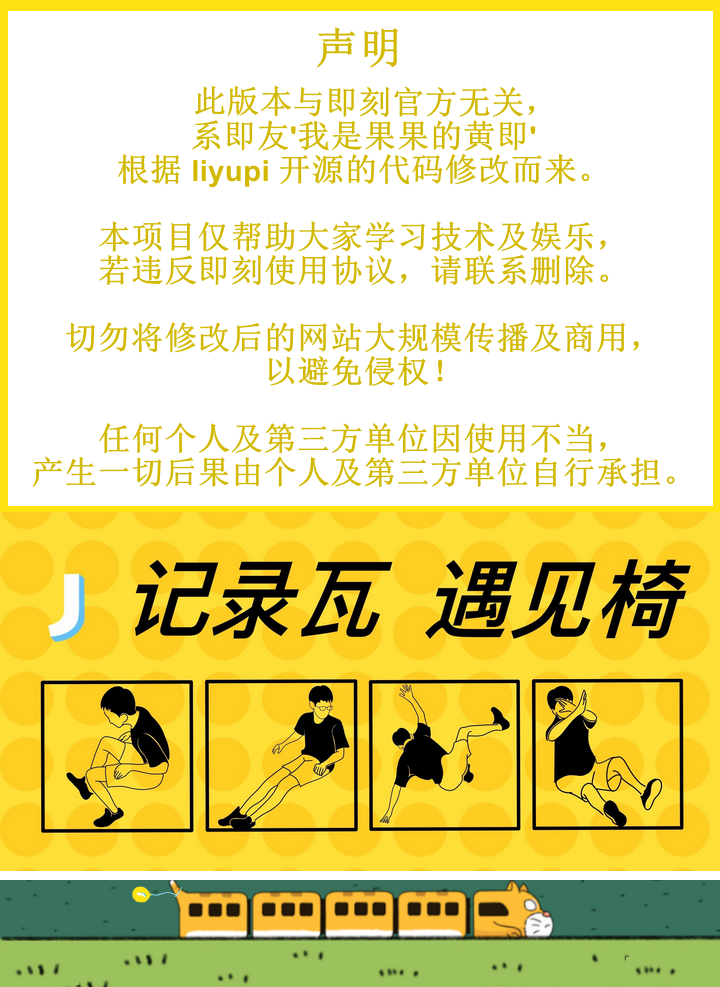 声明
此版本与即刻官方无关，
系即友'我是果果的黄即'
根据 liyupi 开源的代码修改而来。
本项目仅帮助大家学习技术及娱乐，
若违反即刻使用协议，请联系删除。
切勿将修改后的网站大规模传播及商用，
以避免侵权！
任何个人及第三方单位因使用不当，
产生一切后果由个人及第三方单位自行承担。
J 记录瓦 遇见椅